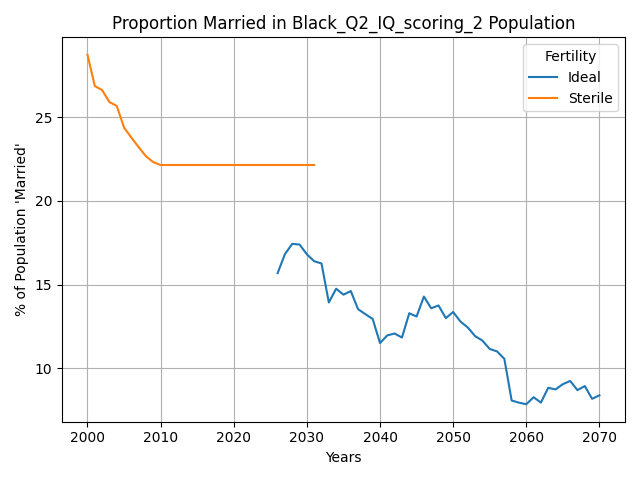 Proportion Married in Black_Q2_IQ_scoring_2 Population
Fertility
Ideal
Sterile
% of Population 'Married'
25
20
15
10
2000 2010 2020 2030 2040 2050 2060 2070
Years